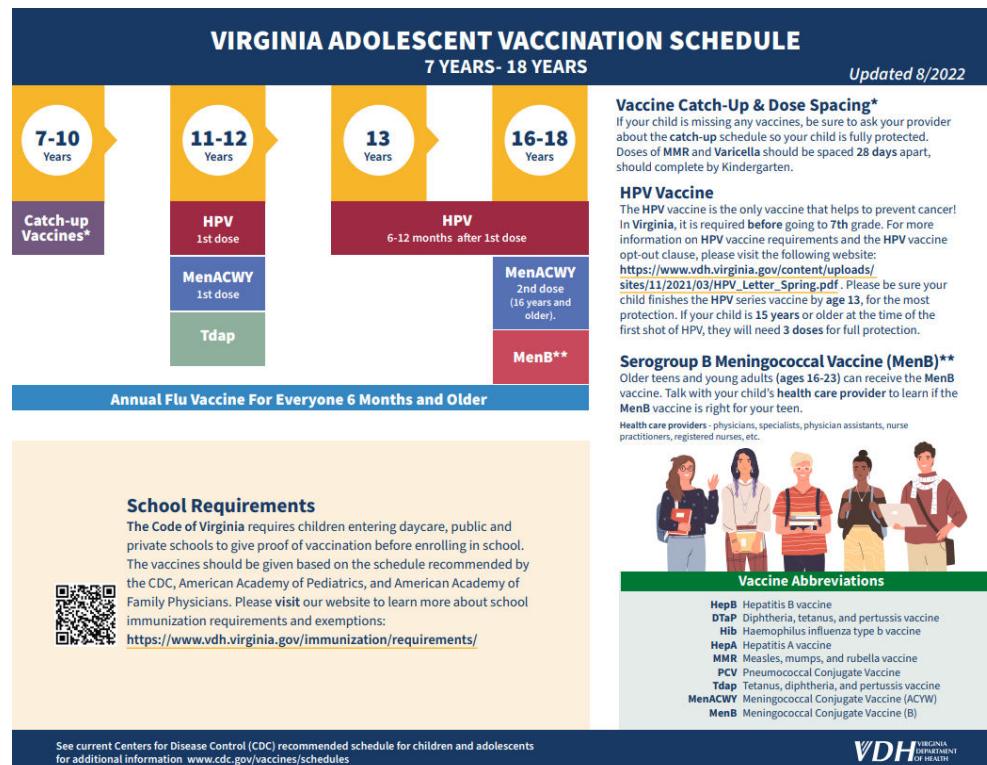 VIRGINIA ADOLESCENT VACCINATION SCHEDULE
7 YEARS- 18 YEARS
Updated 8/2022
7-10
Years
11-12
Years
13
Years
16-18
Years
Catch-up
Vaccines*
HPV
1st dose
HPV
6-12 months after 1st dose
MenACWY
1st dose
MenACWY
2nd dose
(16 years and
older).
Tdap
MenB**
Annual Flu Vaccine For Everyone 6 Months and Older
School Requirements
The Code of Virginia requires children entering daycare, public and
private schools to give proof of vaccination before enrolling in school.
The vaccines should be given based on the schedule recommended by
the CDC, American Academy of Pediatrics, and American Academy of
Family Physicians. Please visit our website to learn more about school
immunization requirements and exemptions:
https://www.vdh.virginia.gov/immunization/requirements/
Vaccine Catch-Up & Dose Spacing*
If your child is missing any vaccines, be sure to ask your provider
about the catch-up schedule so your child is fully protected.
Doses of MMR and Varicella should be spaced 28 days apart,
should complete by Kindergarten.
HPV Vaccine
The HPV vaccine is the only vaccine that helps to prevent cancer!
In Virginia, it is required before going to 7th grade. For more
information on HPV vaccine requirements and the HPV vaccine
opt-out clause, please visit the following website:
https://www.vdh.virginia.gov/content/uploads/
sites/11/2021/03/HPV_Letter_Spring.pdf . Please be sure your
child finishes the HPV series vaccine by age 13, for the most
protection. If your child is 15 years or older at the time of the
first shot of HPV, they will need 3 doses for full protection.
Serogroup B Meningococcal Vaccine (MenB)**
Older teens and young adults (ages 16-23) can receive the MenB
vaccine. Talk with your child's health care provider to learn if the
MenB vaccine is right for your teen.
Health care providers - physicians, specialists, physician assistants, nurse
practitioners, registered nurses, etc.
Vaccine Abbreviations
HepB Hepatitis B vaccine
DTaP Diphtheria, tetanus, and pertussis vaccine
Hib Haemophilus influenza type b vaccine
HepA Hepatitis A vaccine
MMR Measles, mumps, and rubella vaccine
PCV Pneumococcal Conjugate Vaccine
Tdap Tetanus, diphtheria, and pertussis vaccine
MenACWY Meningococcal Conjugate Vaccine (ACYW)
MenB Meningococcal Conjugate Vaccine (B)
See current Centers for Disease Control (CDC) recommended schedule for children and adolescents
for additional information www.cdc.gov/vaccines/schedules
VDH VIRGINIA
DEPARTMENT
OF HEALTH